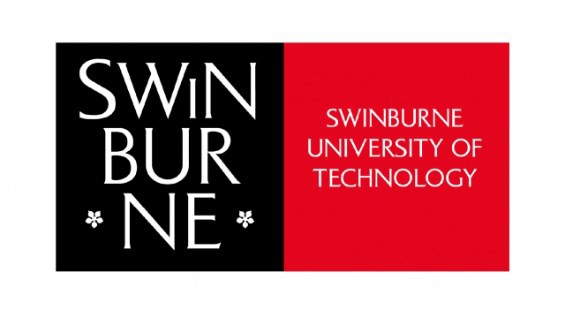 SWiN
BUR
NE
SWINBURNE
UNIVERSITY OF
TECHNOLOGY